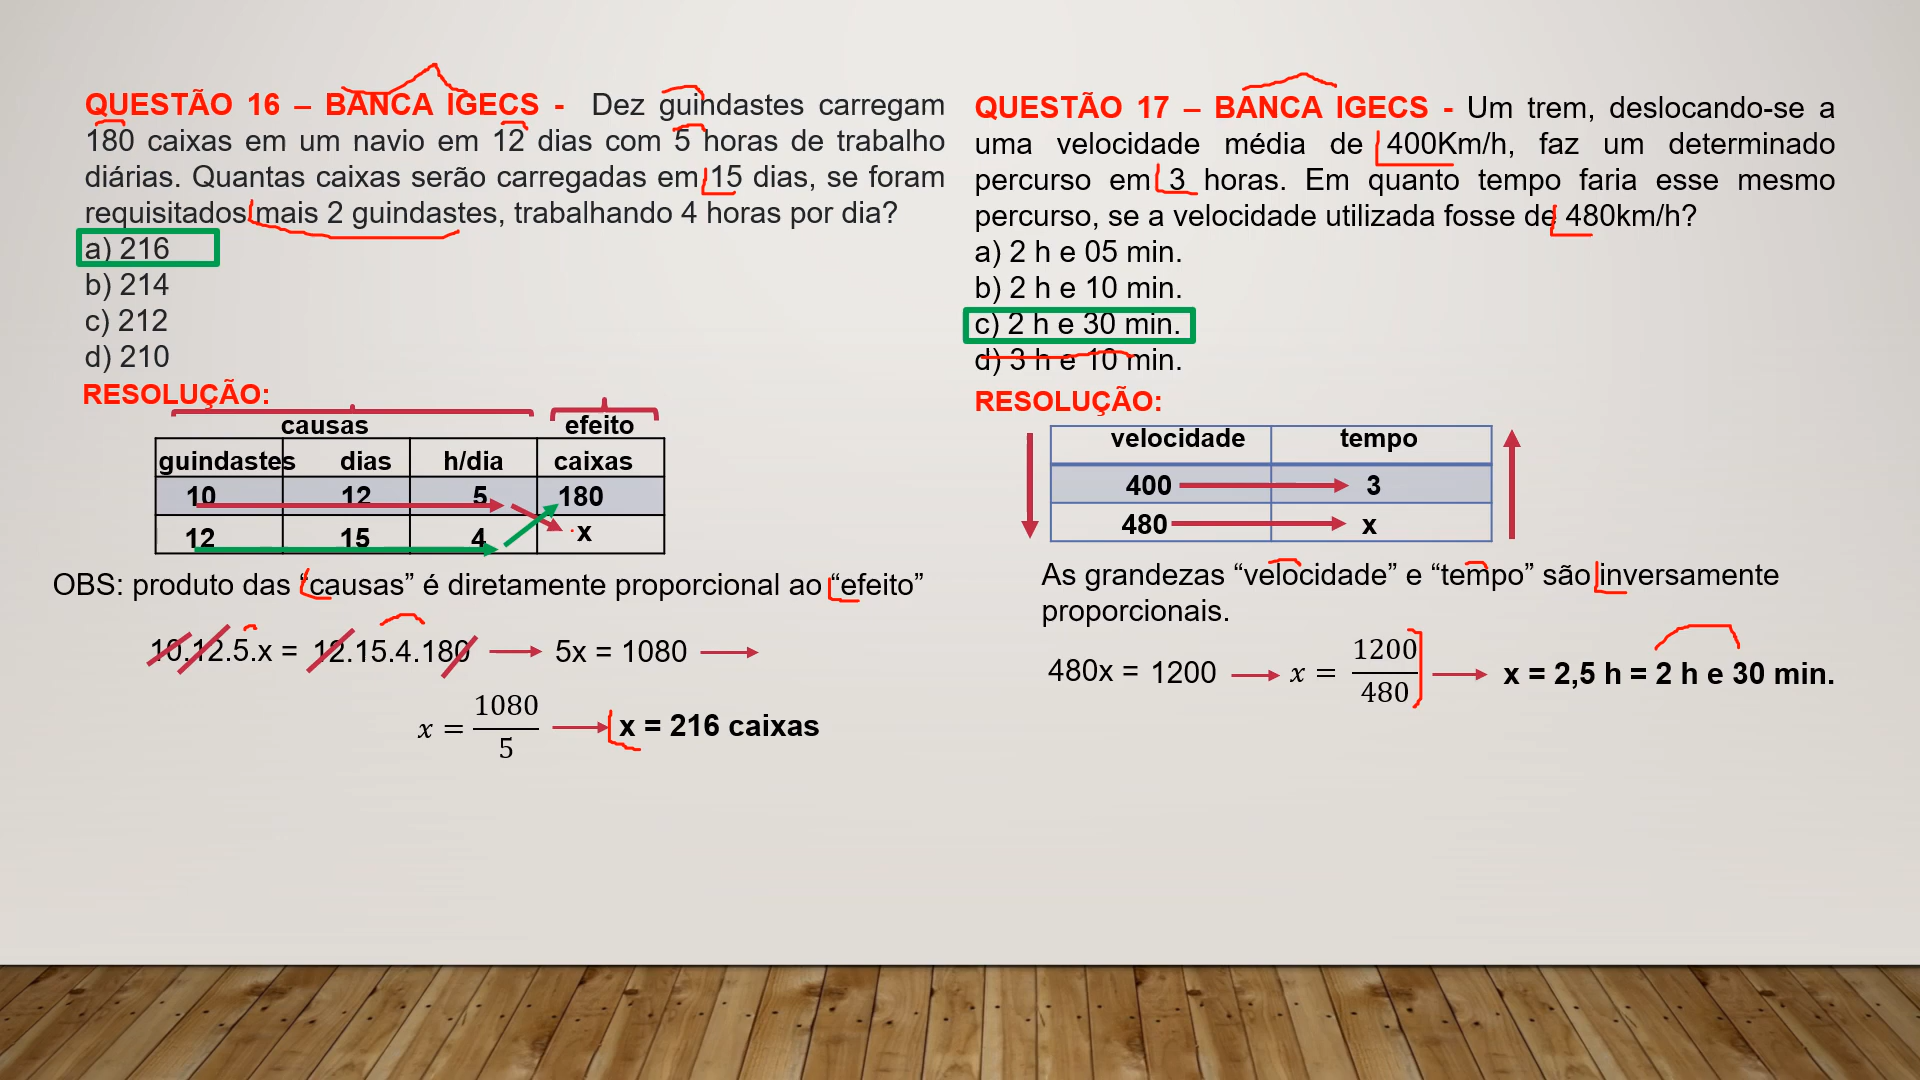 QUESTÃO 16 – BANCA IGECS - Dez guindastes carregam
180 caixas em um navio em 12 dias com 5 horas de trabalho
diárias. Quantas caixas serão carregadas em 15 dias, se foram
requisitados mais 2 guindastes, trabalhando 4 horas por dia?
a) 216
b) 214
c) 212
d) 210
RESOLUÇÃO:
causas efeito
guindastes dias h/dia caixas
10 12 5 180
12 15 4 x
OBS: produto das “causas” é diretamente proporcional ao “efeito”
10.12.5.x = 12.15.4.180 5x = 1080
x = 1080/5 x = 216 caixas
QUESTÃO 17 – BANCA IGECS - Um trem, deslocando-se a
uma velocidade média de 400Km/h, faz um determinado
percurso em 3 horas. Em quanto tempo faria esse mesmo
percurso, se a velocidade utilizada fosse de 480km/h?
a) 2 h e 05 min.
b) 2 h e 10 min.
c) 2 h e 30 min.
d) 3 h e 10 min.
RESOLUÇÃO:
velocidade tempo
400 3
480 x
As grandezas “velocidade” e “tempo” são inversamente
proporcionais.
480x = 1200 x = 1200/480 x = 2,5 h = 2 h e 30 min.